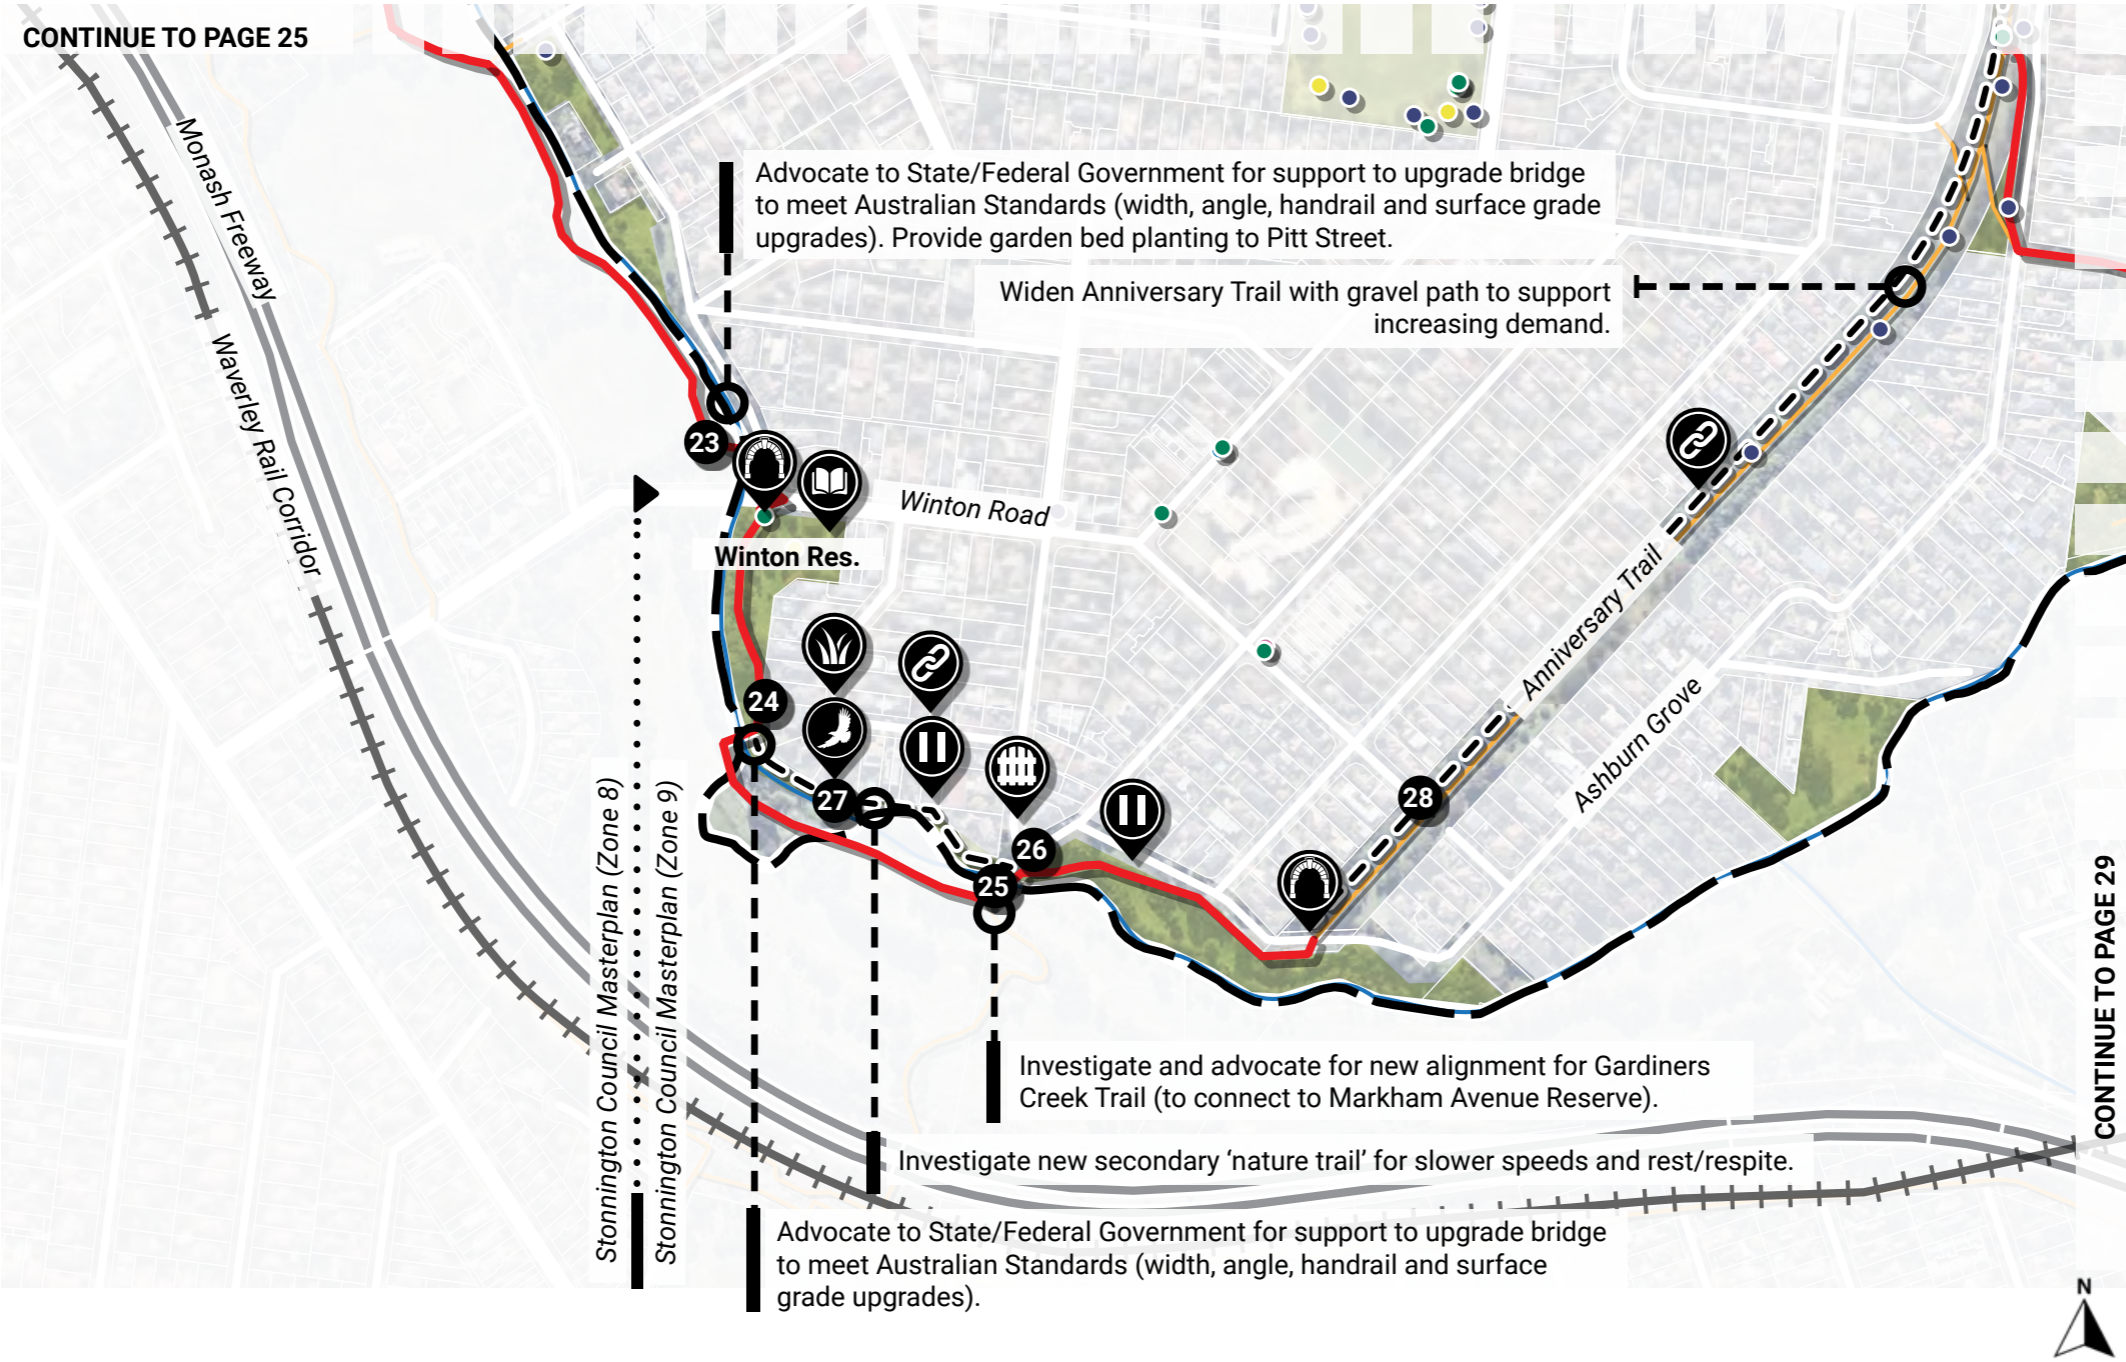 CONTINUE TO PAGE 25
Monash Freeway
Waverley Rail Corridor
Advocate to State/Federal Government for support to upgrade bridge
to meet Australian Standards (width, angle, handrail and surface grade
upgrades). Provide garden bed planting to Pitt Street.
Widen Anniversary Trail with gravel path to support
increasing demand.
23
Winton Road
Winton Res.
Anniversary Trail
Ashburn Grove
24
27
28
26
25
Stonnington Council Masterplan (Zone 8)
Stonnington Council Masterplan (Zone 9)
CONTINUE TO PAGE 29
Investigate and advocate for new alignment for Gardiners
Creek Trail (to connect to Markham Avenue Reserve).
Investigate new secondary ‘nature trail’ for slower speeds and rest/respite.
Advocate to State/Federal Government for support to upgrade bridge
to meet Australian Standards (width, angle, handrail and surface
grade upgrades).
N